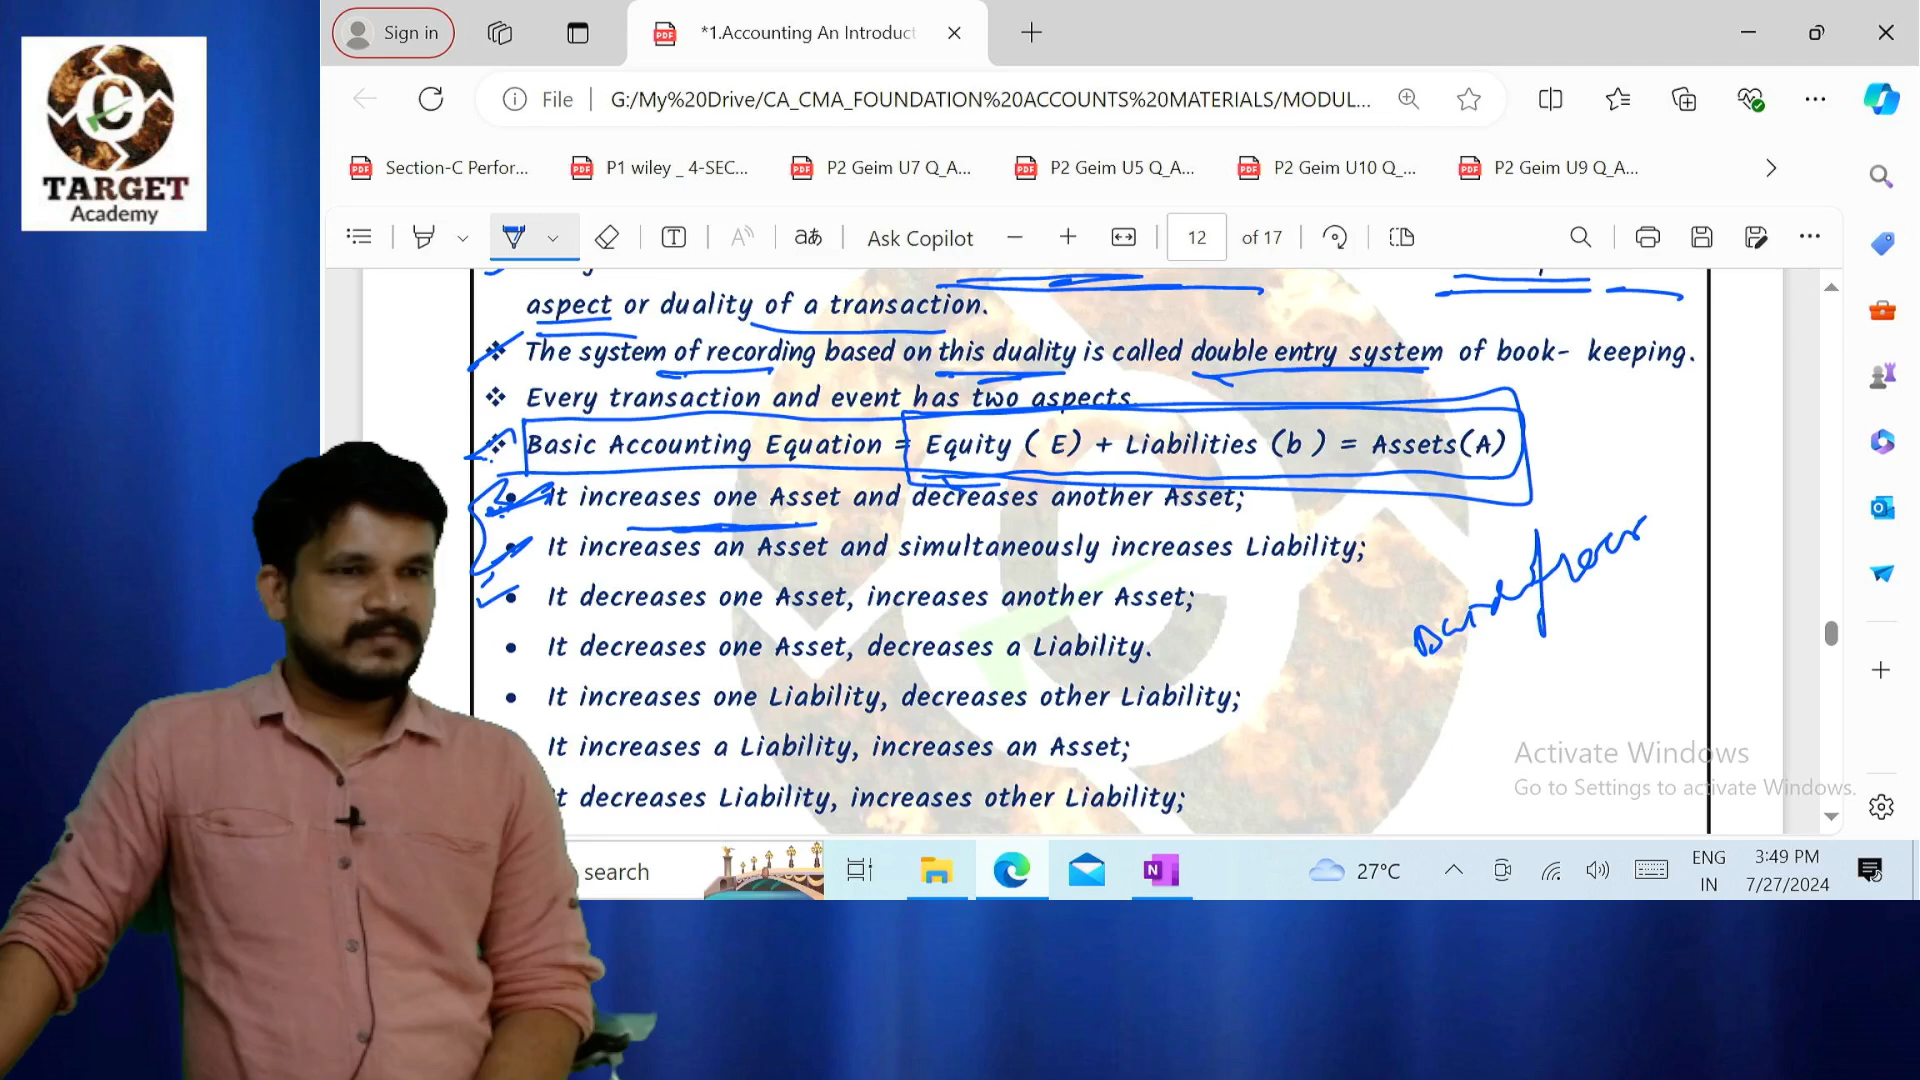 Sign in
*1.Accounting An Introduct
File
G:/My%20Drive/CA_CMA_FOUNDATION%20ACCOUNTS%20MATERIALS/MODUL...
TARGET
Academy
Section-C Perfor...
P1 wiley _ 4-SEC...
P2 Geim U7 Q_A...
P2 Geim U5 Q_A...
P2 Geim U10 Q_...
P2 Geim U9 Q_A...
Ask Copilot
12 of 17
aspect or duality of a transaction.
❖ The system of recording based on this duality is called double entry system of book- keeping.
❖ Every transaction and event has two aspects.
❖ Basic Accounting Equation = Equity ( E) + Liabilities (b ) = Assets(A)
• It increases one Asset and decreases another Asset;
• It increases an Asset and simultaneously increases Liability;
• It decreases one Asset, increases another Asset;
• It decreases one Asset, decreases a Liability.
• It increases one Liability, decreases other Liability;
It increases a Liability, increases an Asset;
It decreases Liability, increases other Liability;
Activate Windows
Go to Settings to activate Windows.
search
27°C
ENG
IN
3:49 PM
7/27/2024